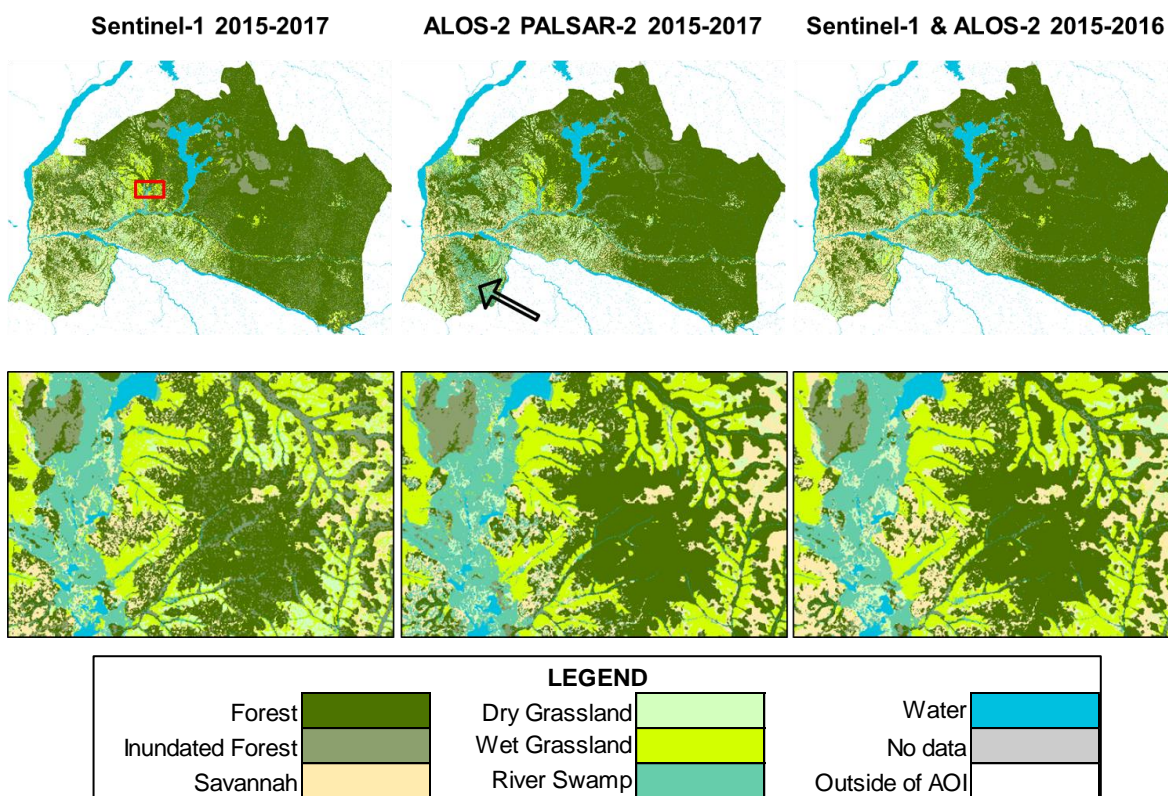 Sentinel-1 2015-2017
ALOS-2 PALSAR-2 2015-2017
Sentinel-1 & ALOS-2 2015-2016
LEGEND
Forest
Dry Grassland
Water
Inundated Forest
Wet Grassland
No data
Savannah
River Swamp
Outside of AOI